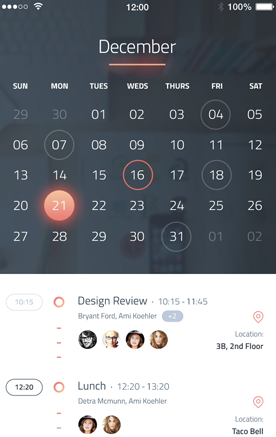 12:00
100%
December
SUN MON TUES WEDS THURS FRI SAT
29 30 01 02 03 04 05
06 07 08 09 10 11 12
13 14 15 16 17 18 19
20 21 22 23 24 25 26
27 28 29 30 31 01 02
10:15 Design Review · 10:15 - 11:45
Bryant Ford, Ami Koehler +2
Location:
3B, 2nd Floor
12:20 Lunch · 12:20 - 13:20
Detra Mcmunn, Ami Koehler
Location:
Taco Bell